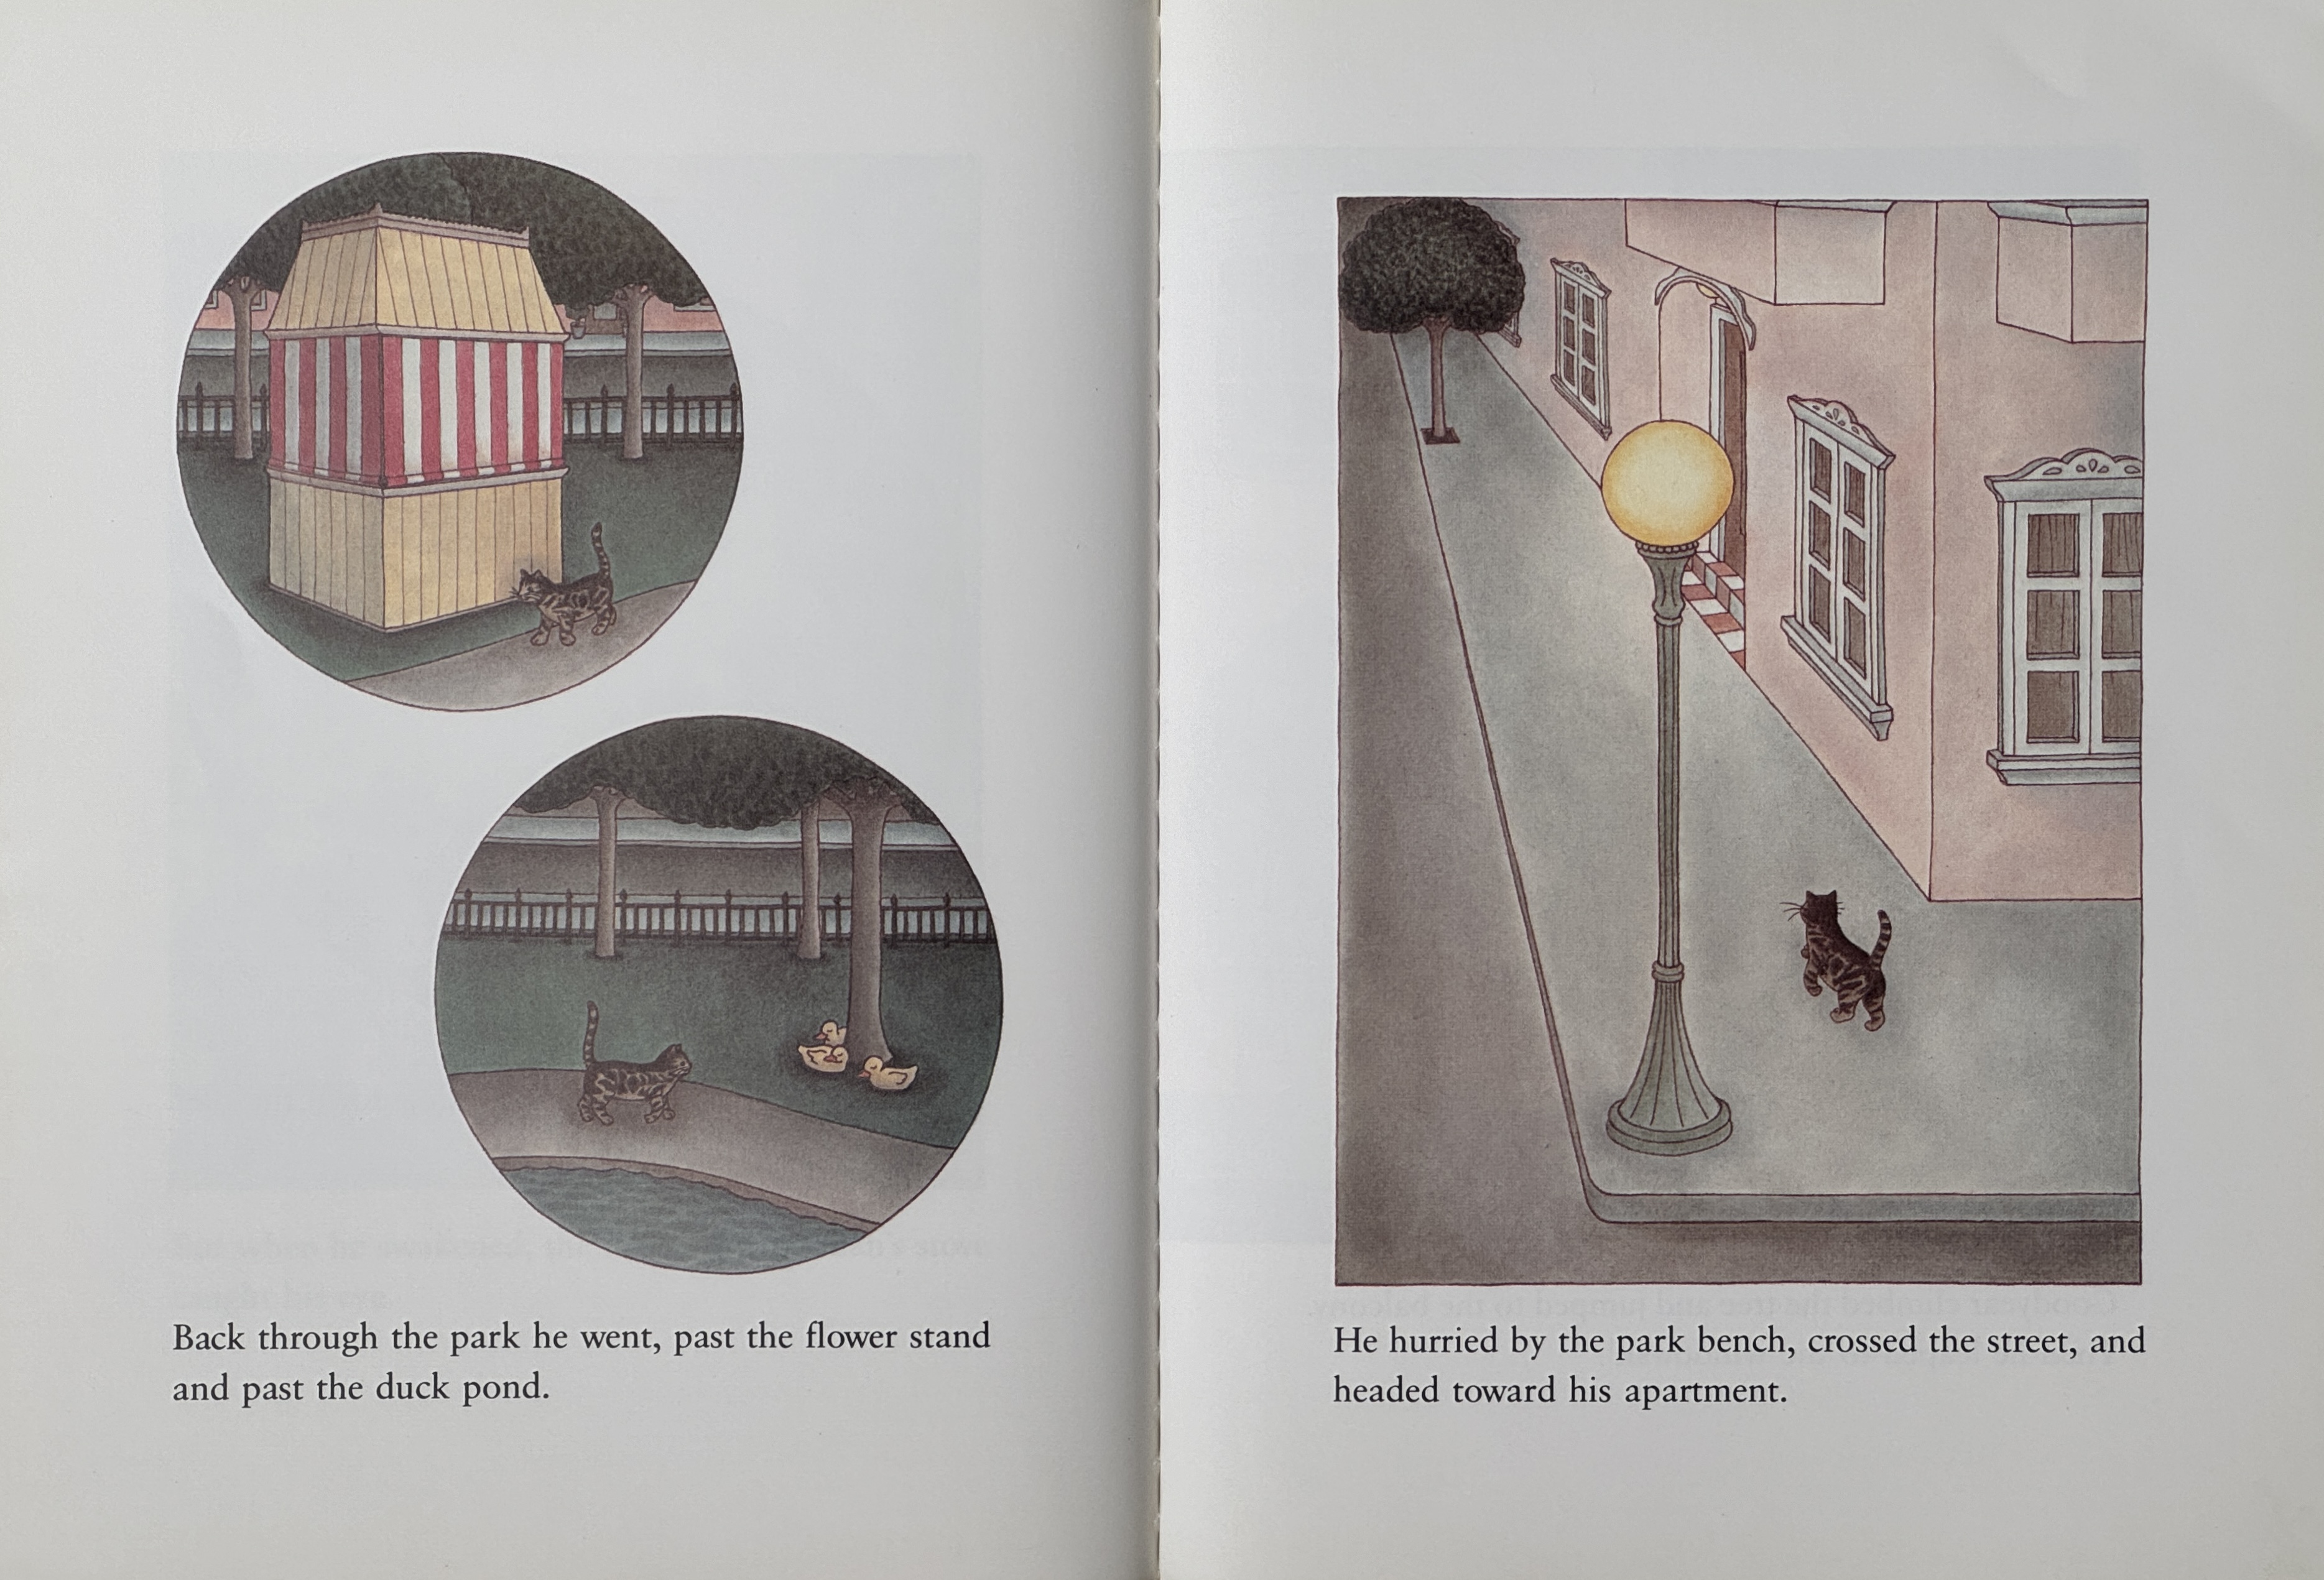 Back through the park he went, past the flower stand
and past the duck pond.
He hurried by the park bench, crossed the street, and
headed toward his apartment.